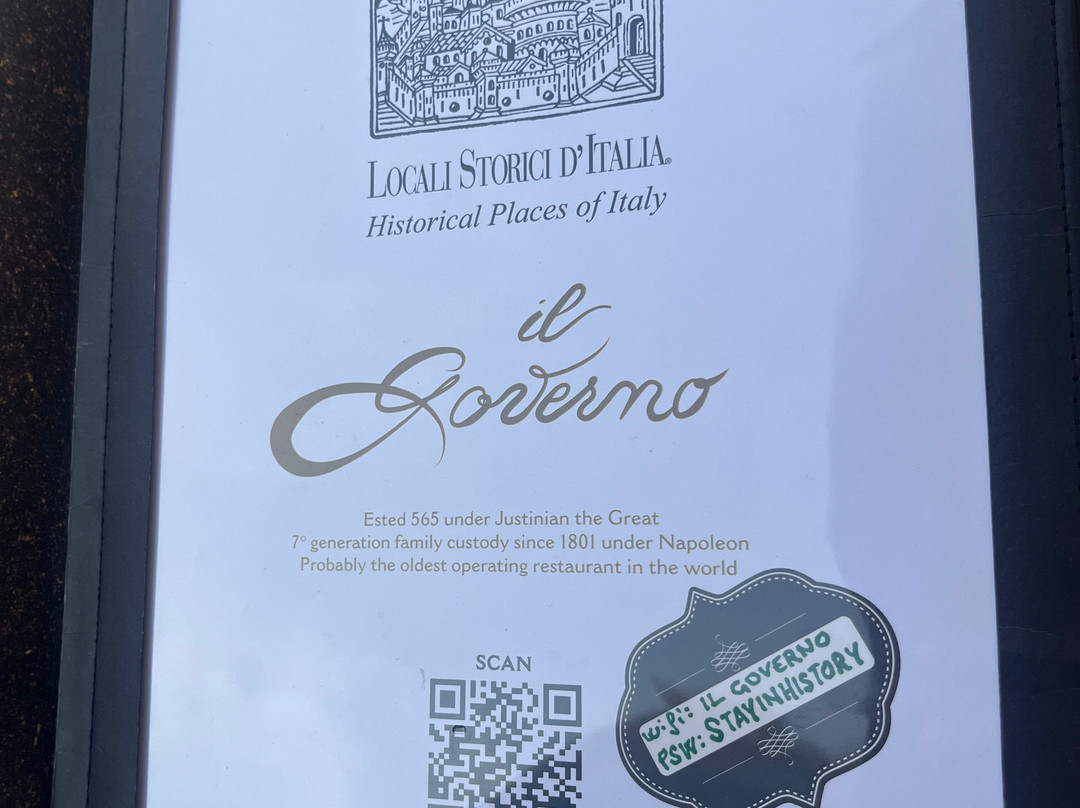 LOCALI STORICI D'ITALIA®
Historical Places of Italy
il
Governo
Ested 565 under Justinian the Great
7° generation family custody since 1801 under Napoleon
Probably the oldest operating restaurant in the world
SCAN
wifi: IL GOVERNO
PSW: STAYINHISTORY